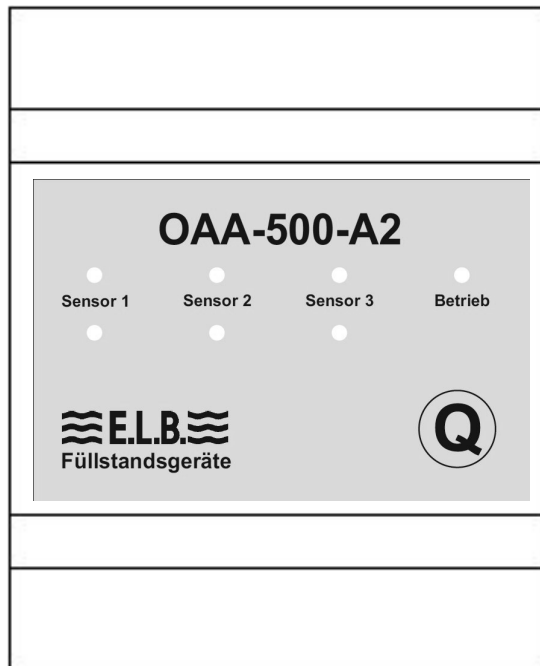 OAA-500-A2
Sensor 1 Sensor 2 Sensor 3 Betrieb
E.L.B.
Füllstandsgeräte
Q